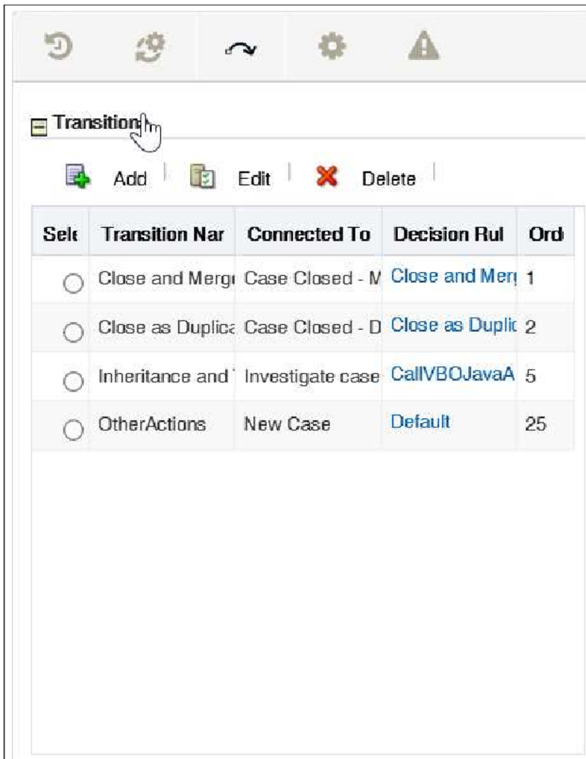 Transition
Add Edit Delete
Sele Transition Nar Connected To Decision Rul Ord
Close and Merg Case Closed - M Close and Mer 1
Close as Duplica Case Closed - D Close as Duplic 2
Inheritance and Investigate case CallVBOJavaA 5
OtherActions New Case Default 25